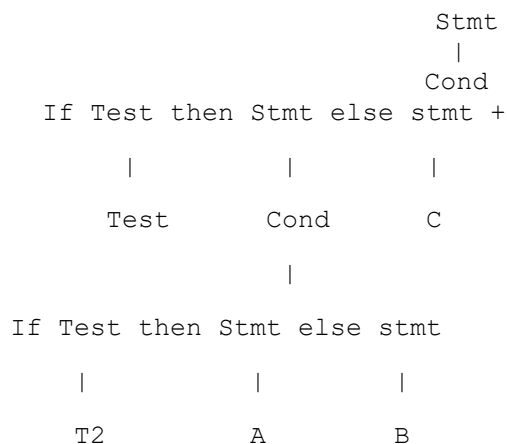 Stmt
|
Cond
If Test then Stmt else stmt +
| | |
Test Cond C
|
If Test then Stmt else stmt
| | |
T2 A B